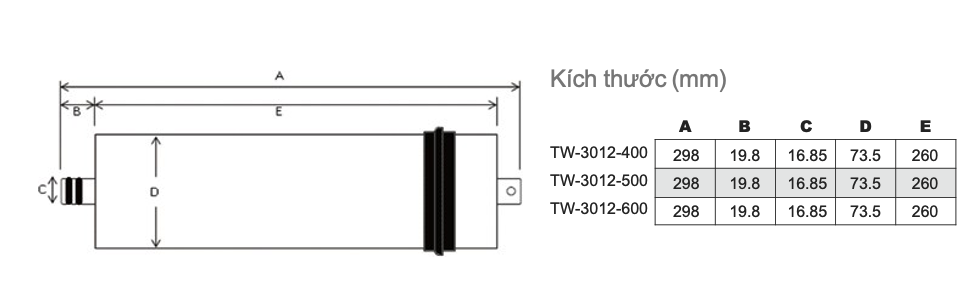 A
B
E
C
D
Kích thước (mm)
A B C D E
TW-3012-400 298 19.8 16.85 73.5 260
TW-3012-500 298 19.8 16.85 73.5 260
TW-3012-600 298 19.8 16.85 73.5 260